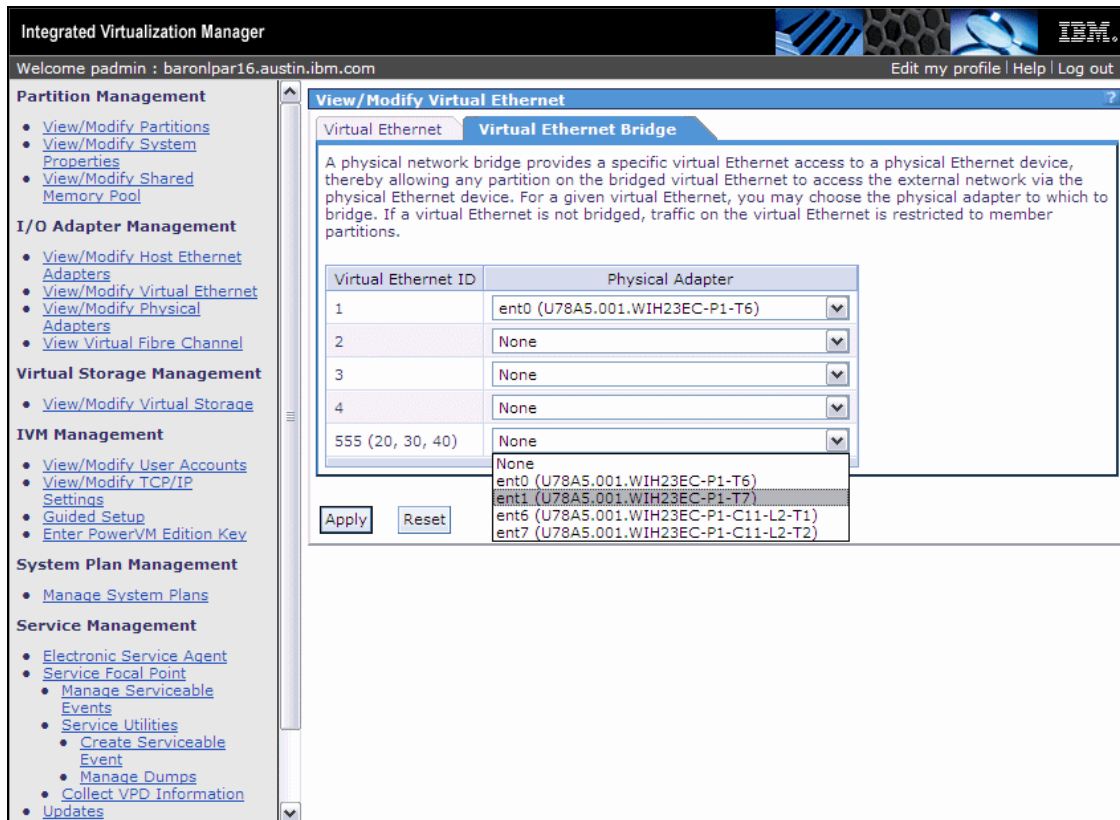 Integrated Virtualization Manager
IBM.
Welcome padmin : baronlpar16.austin.ibm.com
Edit my profile | Help | Log out
Partition Management
View/Modify Partitions
View/Modify System
Properties
View/Modify Shared
Memory Pool
I/O Adapter Management
View/Modify Host Ethernet
Adapters
View/Modify Virtual Ethernet
View/Modify Physical
Adapters
View Virtual Fibre Channel
Virtual Storage Management
View/Modify Virtual Storage
IVM Management
View/Modify User Accounts
View/Modify TCP/IP
Settings
Guided Setup
Enter PowerVM Edition Key
System Plan Management
Manage System Plans
Service Management
Electronic Service Agent
Service Focal Point
Manage Serviceable
Events
Service Utilities
Create Serviceable
Event
Manage Dumps
Collect VPD Information
Updates
View/Modify Virtual Ethernet
?
Virtual Ethernet
Virtual Ethernet Bridge
A physical network bridge provides a specific virtual Ethernet access to a physical Ethernet device,
thereby allowing any partition on the bridged virtual Ethernet to access the external network via the
physical Ethernet device. For a given virtual Ethernet, you may choose the physical adapter to which to
bridge. If a virtual Ethernet is not bridged, traffic on the virtual Ethernet is restricted to member
partitions.
Virtual Ethernet ID Physical Adapter
1 ent0 (U78A5.001.WIH23EC-P1-T6)
2 None
3 None
4 None
555 (20, 30, 40) None
None
ent0 (U78A5.001.WIH23EC-P1-T6)
ent1 (U78A5.001.WIH23EC-P1-T7)
ent6 (U78A5.001.WIH23EC-P1-C11-L2-T1)
ent7 (U78A5.001.WIH23EC-P1-C11-L2-T2)
Apply Reset